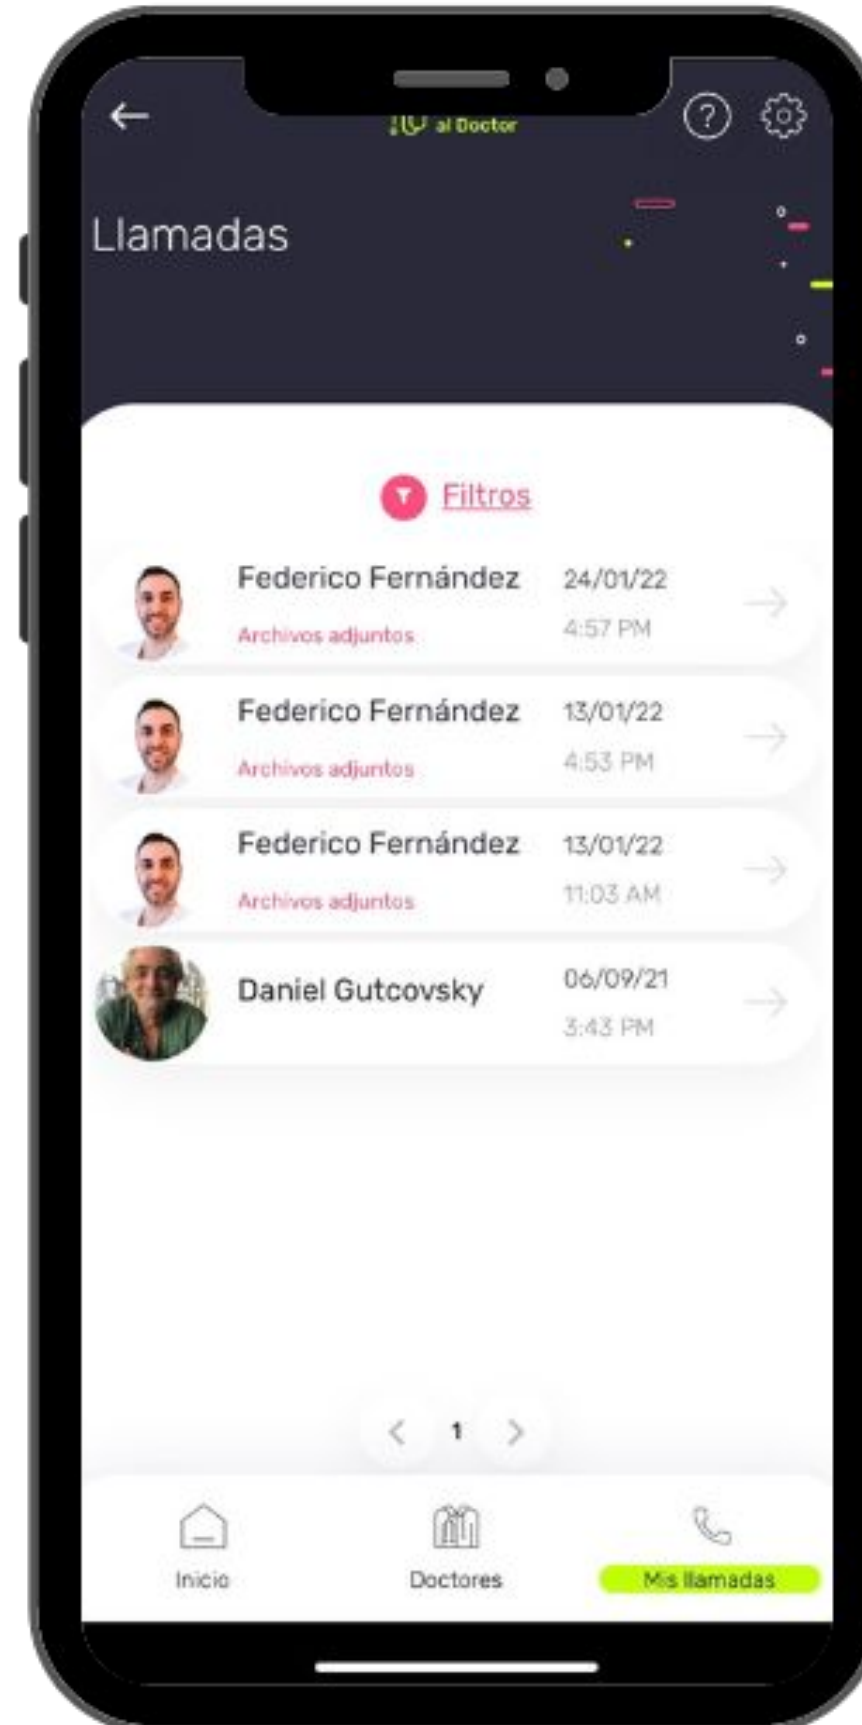 al Doctor
Llamadas
Filtros
Federico Fernández 24/01/22
Archivos adjuntos 4:57 PM
Federico Fernández 13/01/22
Archivos adjuntos 4:53 PM
Federico Fernández 13/01/22
Archivos adjuntos 11:03 AM
Daniel Gutcovsky 06/09/21
3:43 PM
< 1 >
Inicio Doctores Mis llamadas